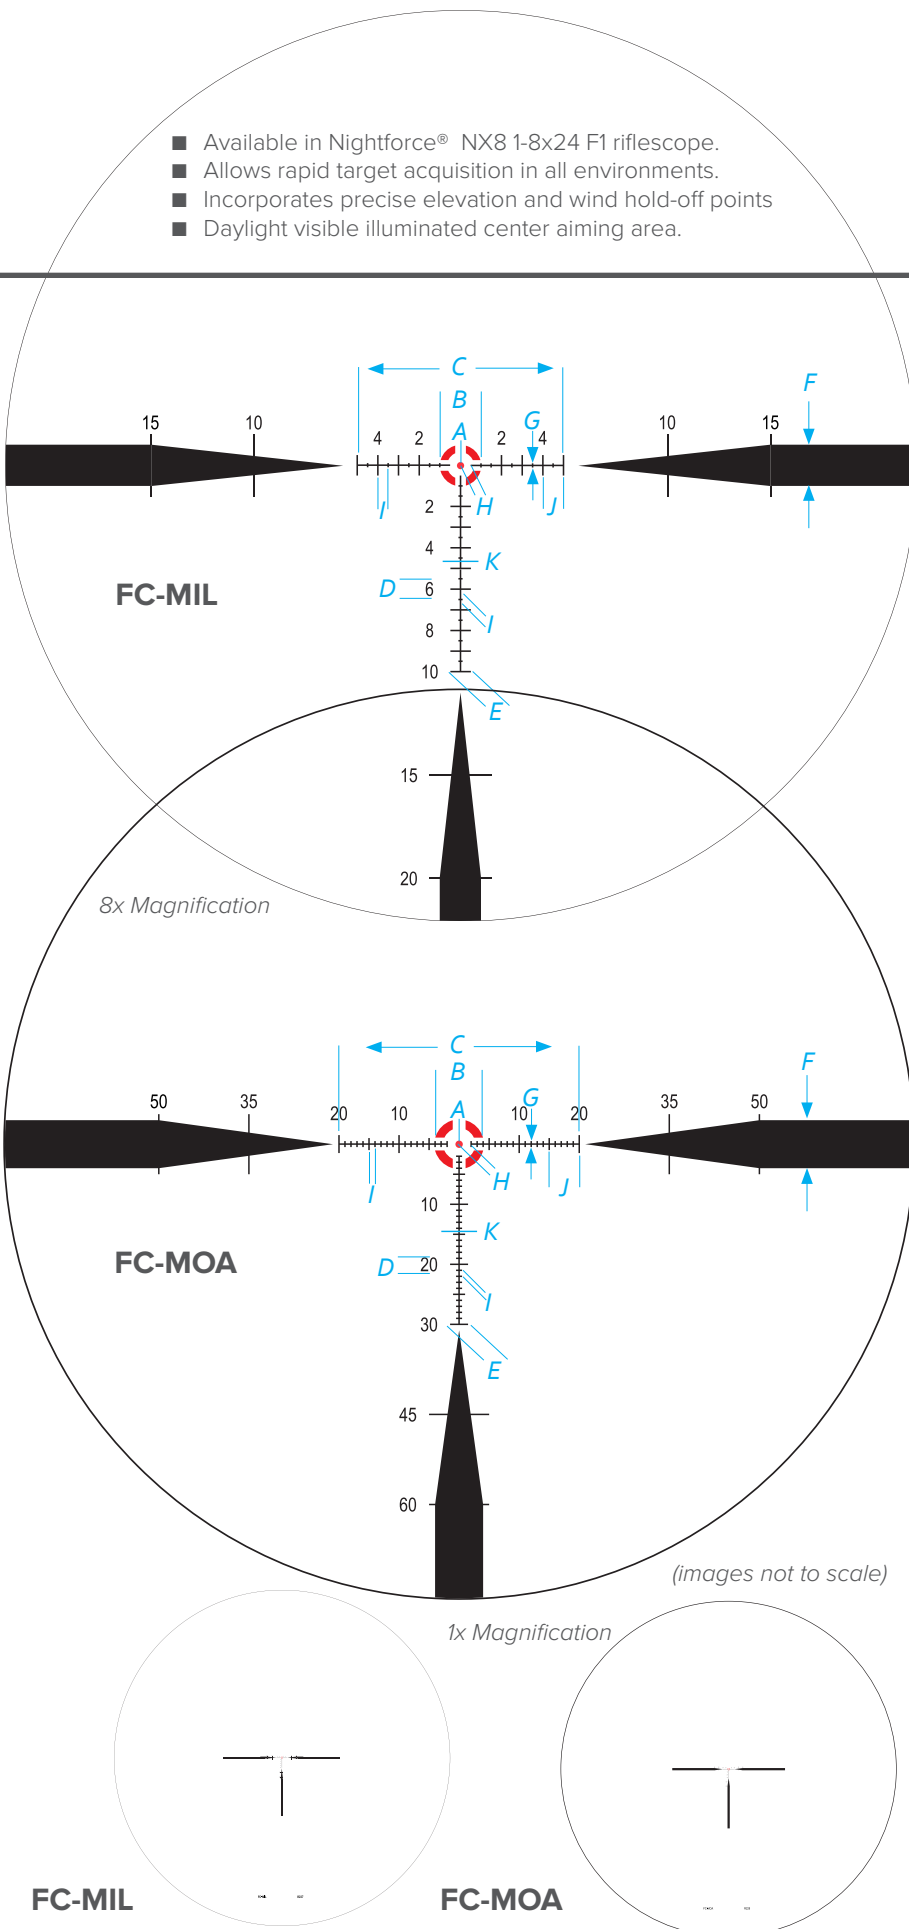 ■ Available in Nightforce® NX8 1-8x24 F1 riflescope.
■ Allows rapid target acquisition in all environments.
■ Incorporates precise elevation and wind hold-off points
■ Daylight visible illuminated center aiming area.
C
F
B
15 10 4 2 A 2 G 4 10 15
I H J
2
4
K
FC-MIL D 6
I
8
10
E
15
20
8x Magnification
C
B F
50 35 20 10 A 10 G 20 35 50
I H J
10
K
FC-MOA D 20
I
30
E
45
60
(images not to scale)
1x Magnification
FC-MIL FC-MOA